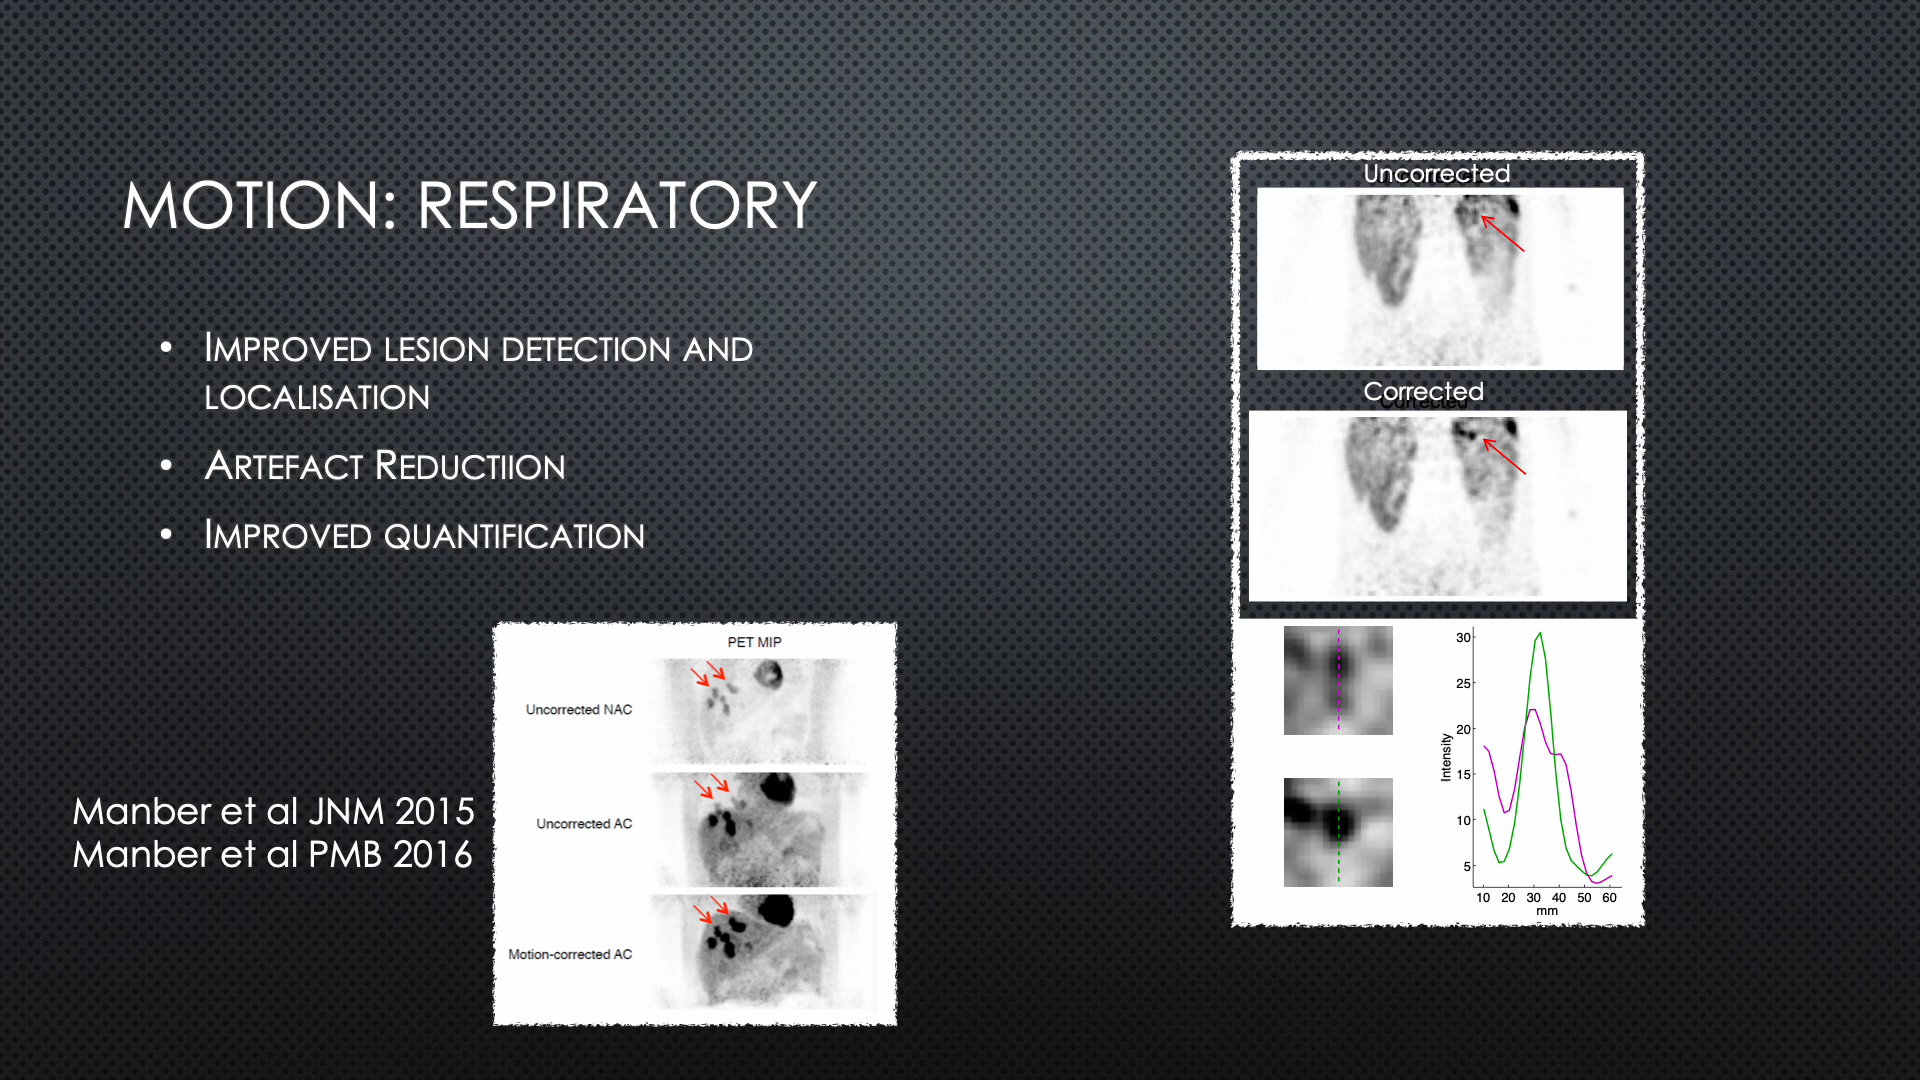 MOTION: RESPIRATORY
• IMPROVED LESION DETECTION AND
LOCALISATION
• ARTEFACT REDUCTIION
• IMPROVED QUANTIFICATION
Manber et al JNM 2015
Manber et al PMB 2016
PET MIP
Uncorrected NAC
Uncorrected AC
Motion-corrected AC
Uncorrected
Corrected
Intensity
30
25
20
15
10
5
10 20 30 40 50 60
mm